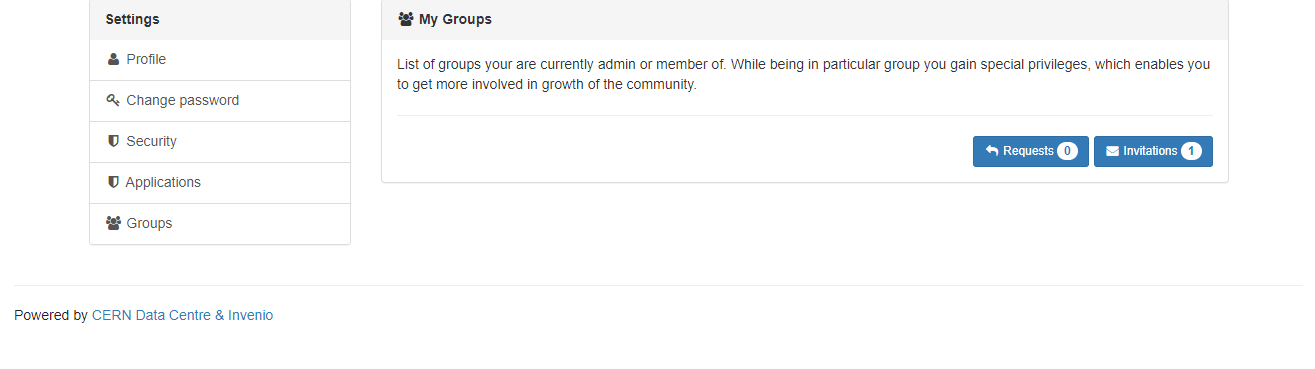 Settings
Profile
Change password
Security
Applications
Groups
My Groups
List of groups your are currently admin or member of. While being in particular group you gain special privileges, which enables you
to get more involved in growth of the community.
Requests 0
Invitations 1
Powered by CERN Data Centre & Invenio